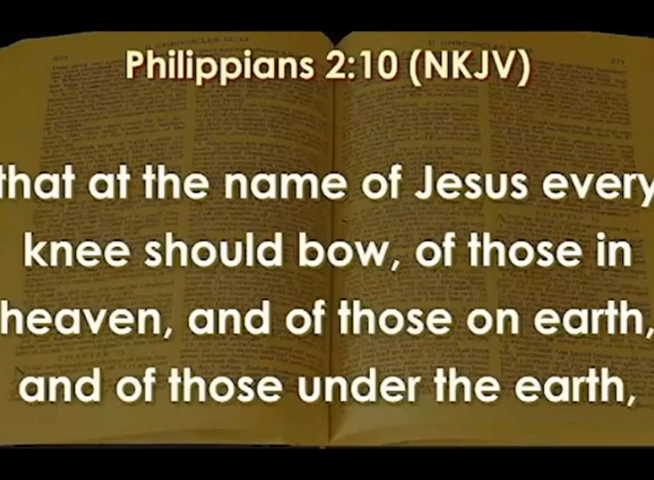 Philippians 2:10 (NKJV)
that at the name of Jesus every
knee should bow, of those in
heaven, and of those on earth,
and of those under the earth,